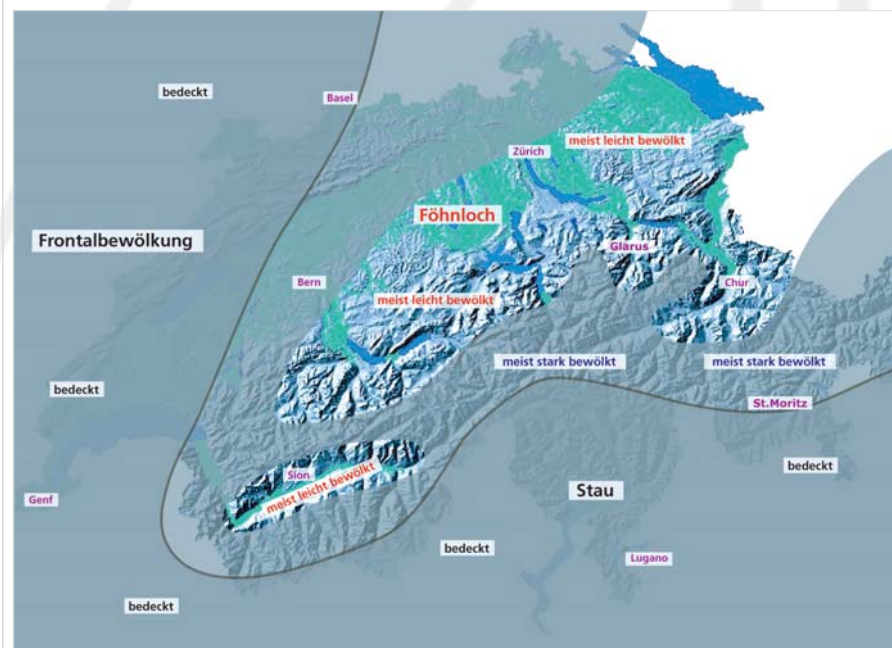 bedeckt
Basel
meist leicht bewölkt
Zürich
Föhnloch
Frontalbewölkung
Glarus
Bern
Chur
meist leicht bewölkt
meist stark bewölkt
meist stark bewölkt
bedeckt
St.Moritz
Sion
meist leicht bewölkt
bedeckt
Genf
Stau
bedeckt
Lugano
bedeckt